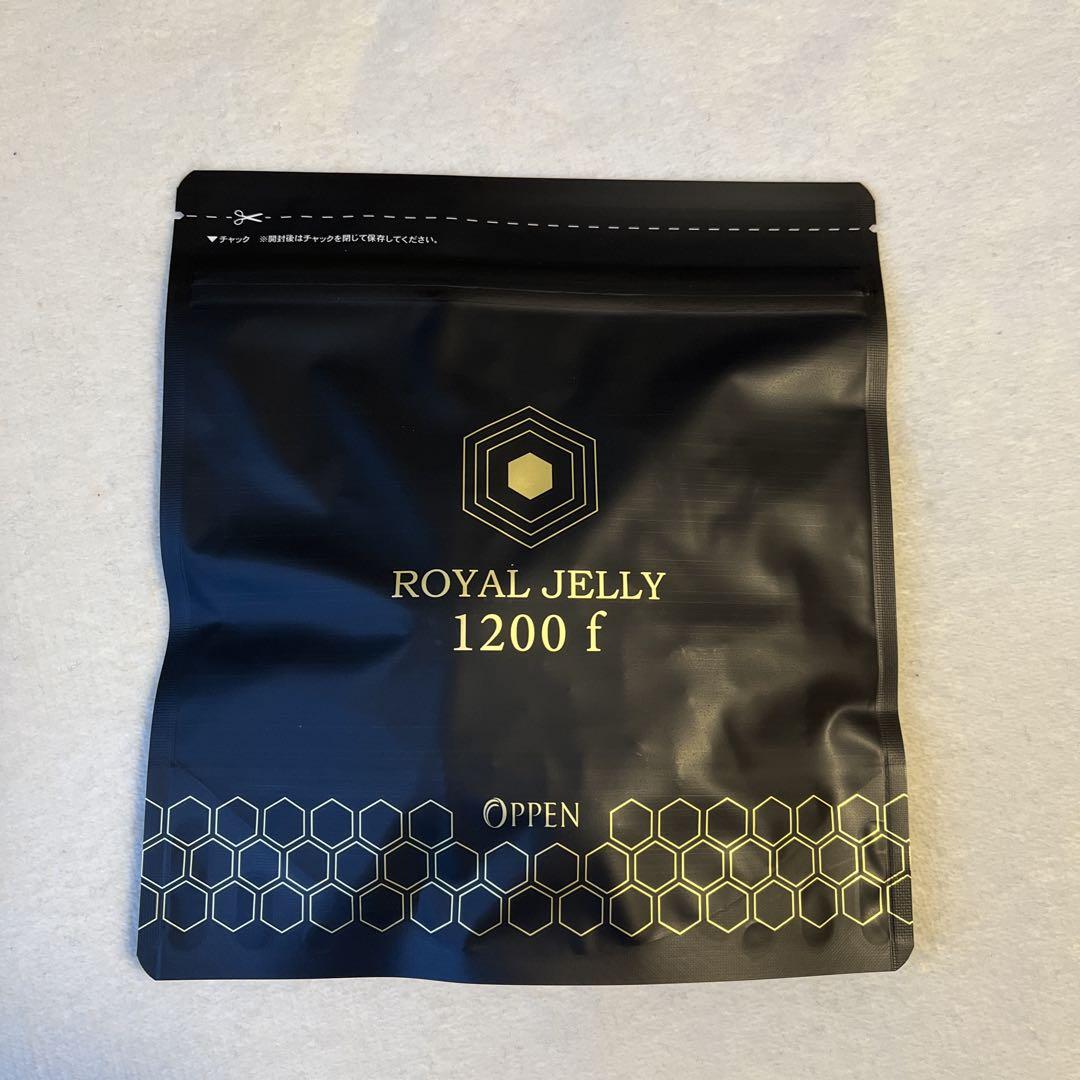 ▼チャック ※開封後はチャックを閉じて保存してください。
ROYAL JELLY
1200 f
OPPEN